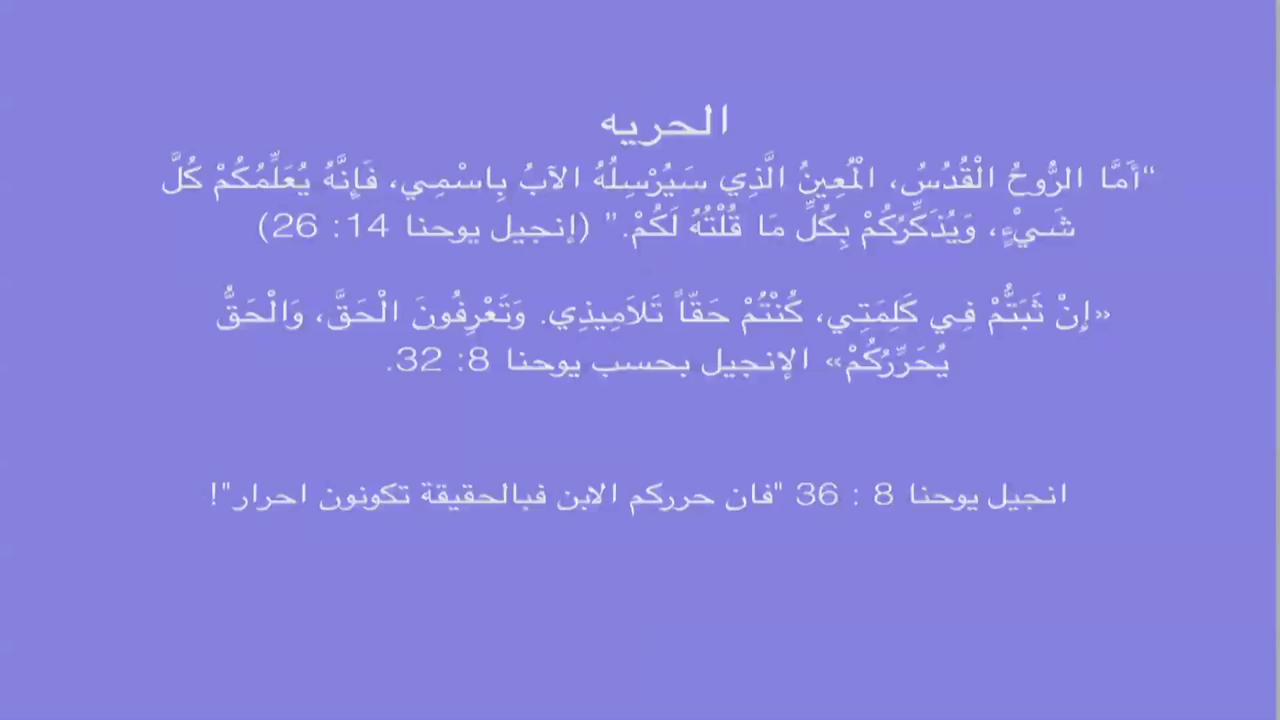 الحريه
“أَمَّا الرُّوحُ الْقُدُسُ، الْمُعِينُ الَّذِي سَيُرْسِلُهُ الآبُ بِاسْمِي، فَإِنَّهُ يُعَلِّمُكُمْ كُلَّ
شَيْءٍ، وَيُذَكِّرُكُمْ بِكُلِّ مَا قُلْتُهُ لَكُمْ.” (إنجيل يوحنا 14: 26)
«إِنْ ثَبَتُّمْ فِي كَلِمَتِي، كُنْتُمْ حَقّاً تَلاَمِيذِي. وَتَعْرِفُونَ الْحَقَّ، وَالْحَقُّ
يُحَرِّرُكُمْ» الإنجيل بحسب يوحنا 8: 32.
انجيل يوحنا 8 : 36 "فان حرركم الابن فبالحقيقة تكونون احرار"!